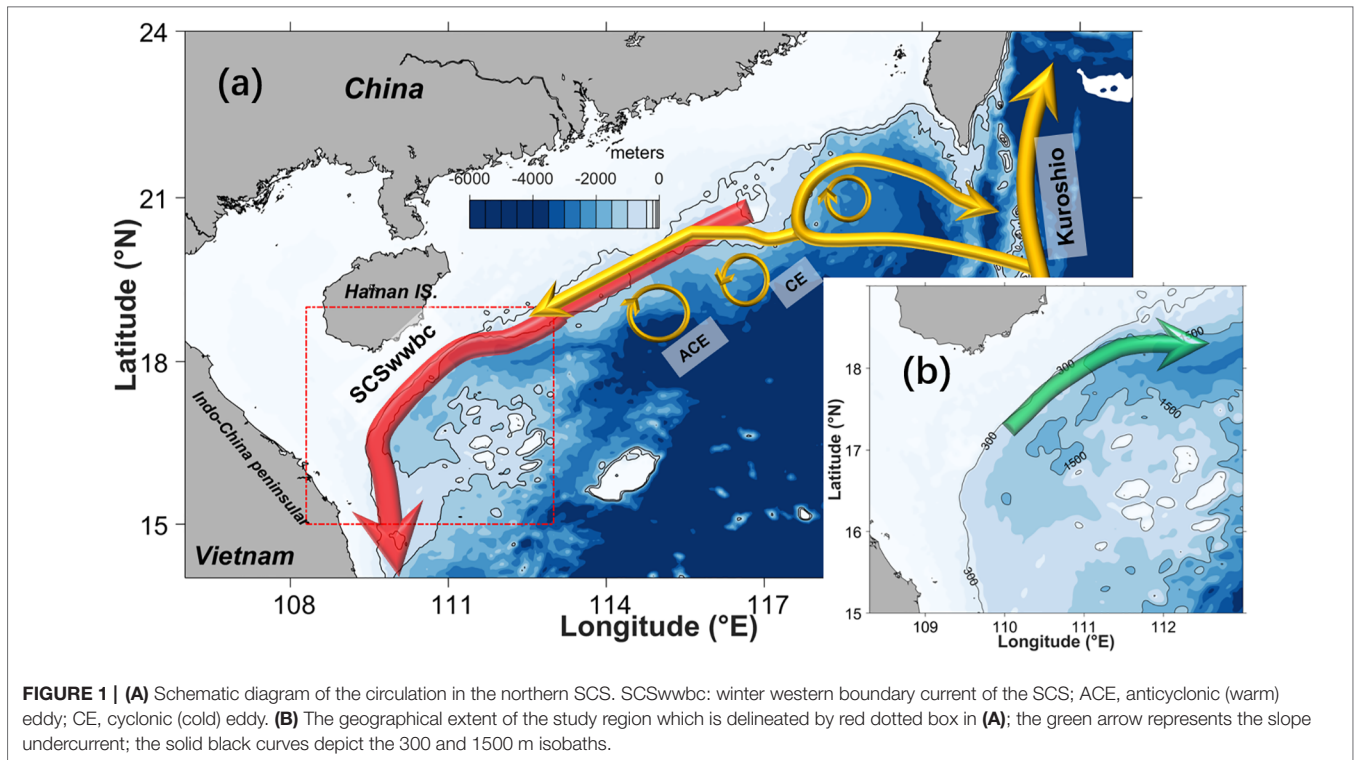 24
(a)
China
meters
-6000 -4000 -2000 0
21
Kuroshio
Latitude (°N)
Hainan IS.
CE
ACE
SCSwwbc
18
Indo-China peninsular
15
Vietnam
108 111 114 117
Longitude (°E)
(b)
300
1500
1500
300
300
18
17
16
15
Latitude (°N)
109 110 111 112
Longitude (°E)
FIGURE 1 | (A) Schematic diagram of the circulation in the northern SCS. SCSwwbc: winter western boundary current of the SCS; ACE, anticyclonic (warm)
eddy; CE, cyclonic (cold) eddy. (B) The geographical extent of the study region which is delineated by red dotted box in (A); the green arrow represents the slope
undercurrent; the solid black curves depict the 300 and 1500 m isobaths.